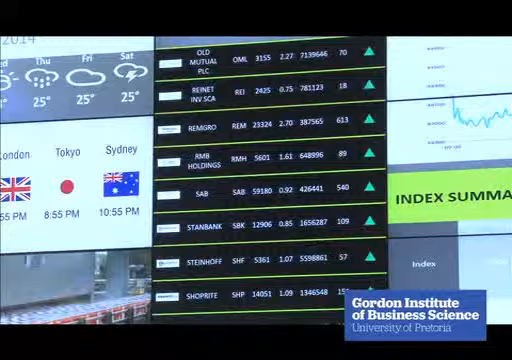 2014
Thu Fri Sat
25° 25° 25°
London Tokyo Sydney
:55 PM 8:55 PM 10:55 PM
OLD MUTUAL PLC OML 3155 2.27 7139646 70
REINET INV SCA REI 2425 0.75 781123 18
REMGRO REM 23324 2.70 387565 613
RMB HOLDINGS RMH 5601 1.61 648996 89
SAB SAB 59180 0.92 426441 540
STANBANK SBK 12906 0.85 1656287 109
STEINHOFF SHF 5361 1.07 5598861 57
SHOPRITE SHP 14051 1.09 1346548
INDEX SUMMA
Index
Gordon Institute
of Business Science
University of Pretoria